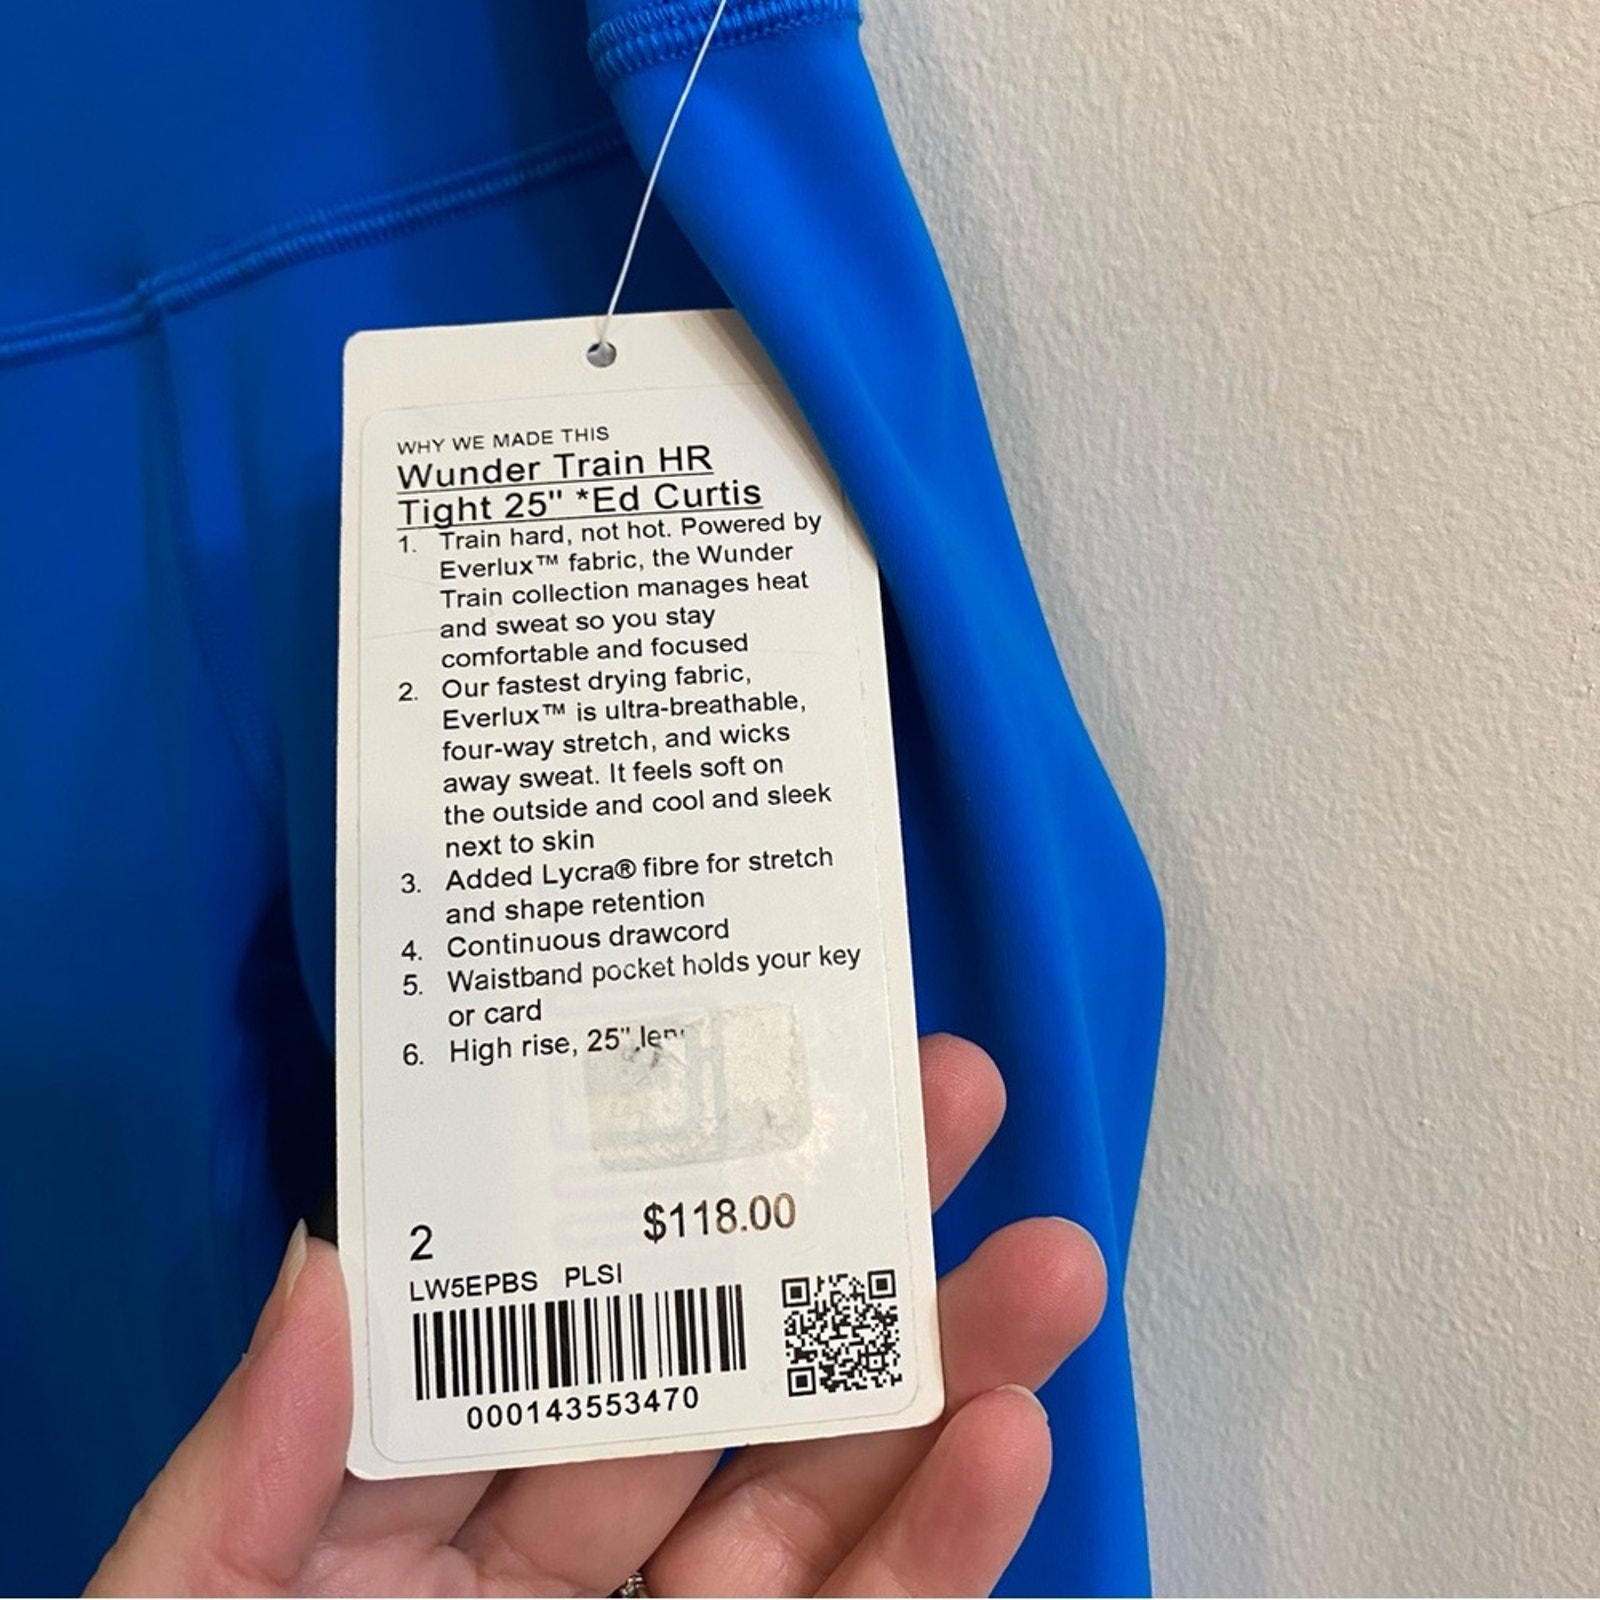 WHY WE MADE THIS
Wunder Train HR
Tight 25" *Ed Curtis
1. Train hard, not hot. Powered by
Everlux™ fabric, the Wunder
Train collection manages heat
and sweat so you stay
comfortable and focused
2. Our fastest drying fabric,
Everlux™ is ultra-breathable,
four-way stretch, and wicks
away sweat. It feels soft on
the outside and cool and sleek
next to skin
3. Added Lycra® fibre for stretch
and shape retention
4. Continuous drawcord
5. Waistband pocket holds your key
or card
6. High rise, 25"
2 $118.00
LW5EPBS PLSI
000143553470